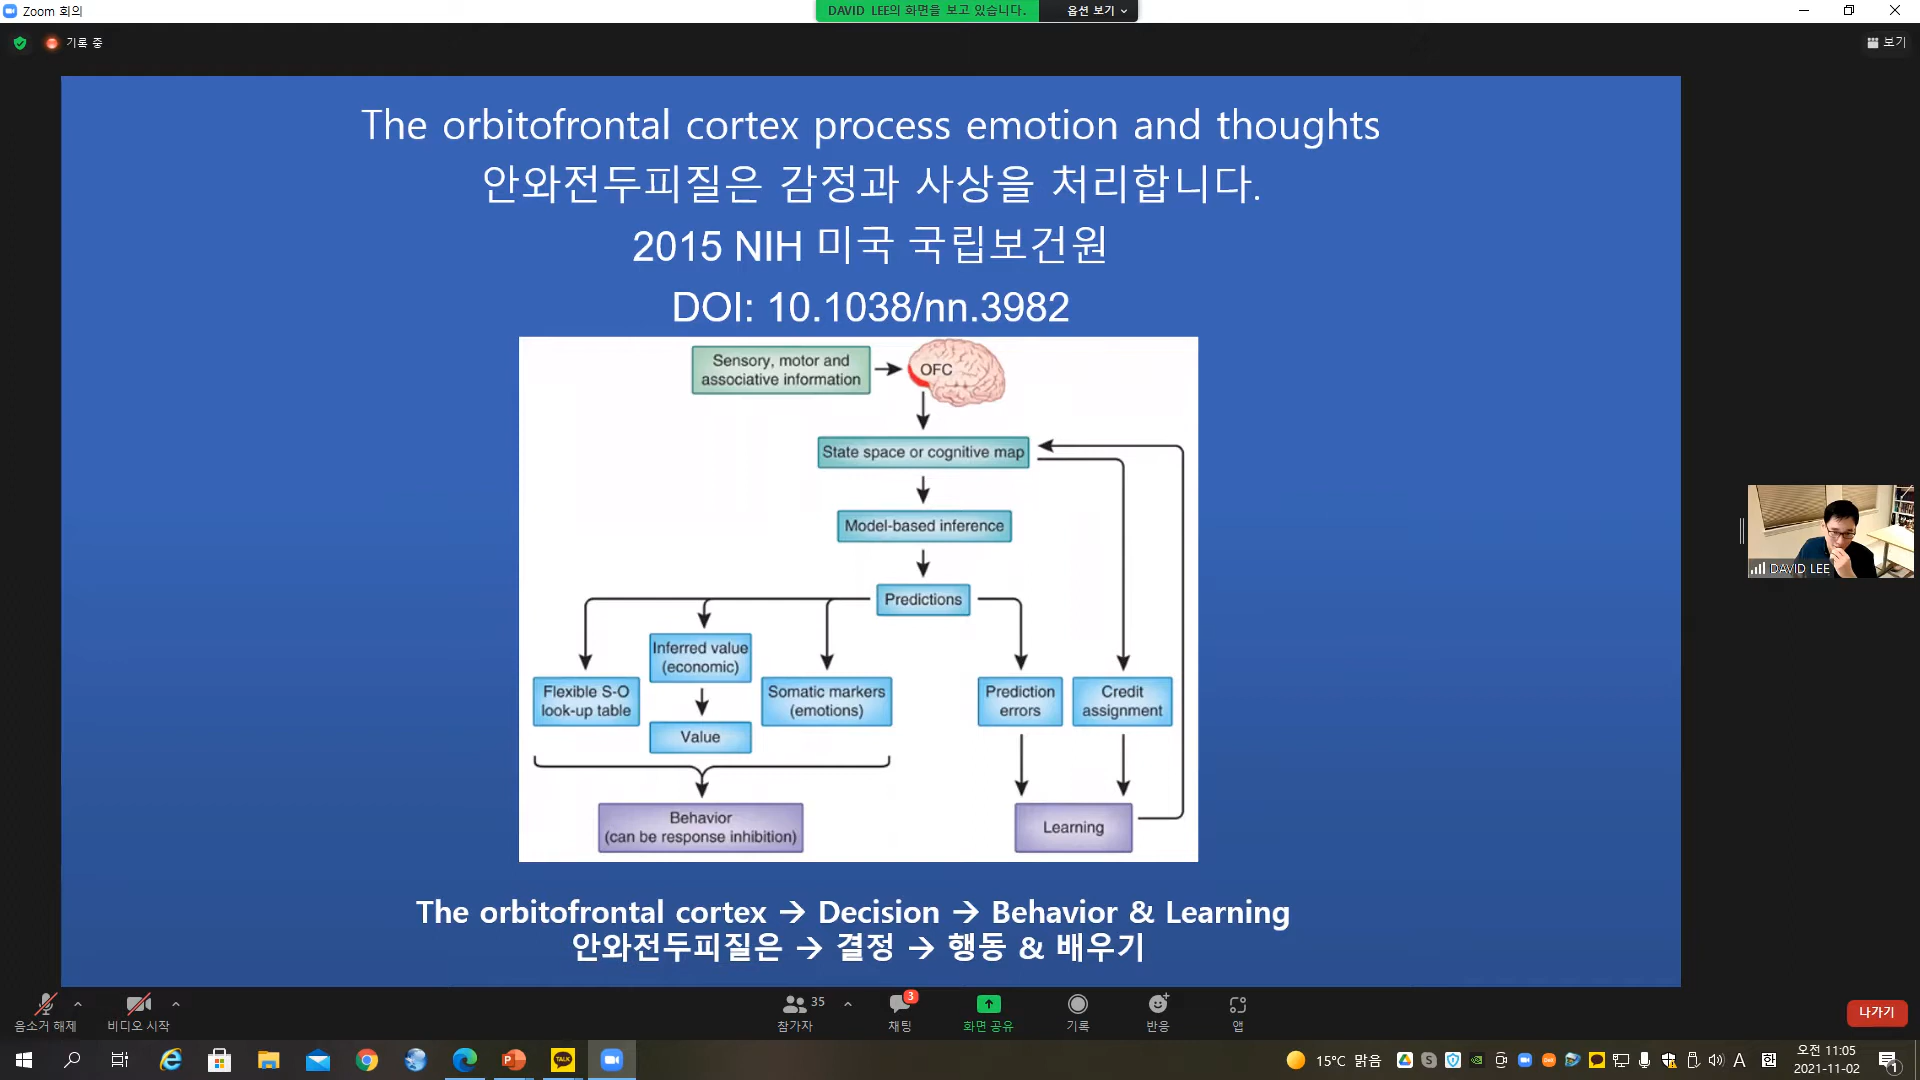 Zoom 회의
DAVID LEE의 화면을 보고 있습니다.
옵션 보기
기록 중
보기
The orbitofrontal cortex process emotion and thoughts
안와전두피질은 감정과 사상을 처리합니다.
2015 NIH 미국 국립보건원
DOI: 10.1038/nn.3982
Sensory, motor and
associative information
OFC
State space or cognitive map
Model-based inference
Predictions
Inferred value
(economic)
Flexible S-O
look-up table
Value
Somatic markers
(emotions)
Prediction
errors
Credit
assignment
Behavior
(can be response inhibition)
Learning
The orbitofrontal cortex → Decision → Behavior & Learning
안와전두피질은 → 결정 → 행동 & 배우기
DAVID LEE
음소거 해제
비디오 시작
35
참가자
3
채팅
화면 공유
기록
반응
앱
나가기
TALK
15°C 맑음
A
한
오전 11:05
2021-11-02
1